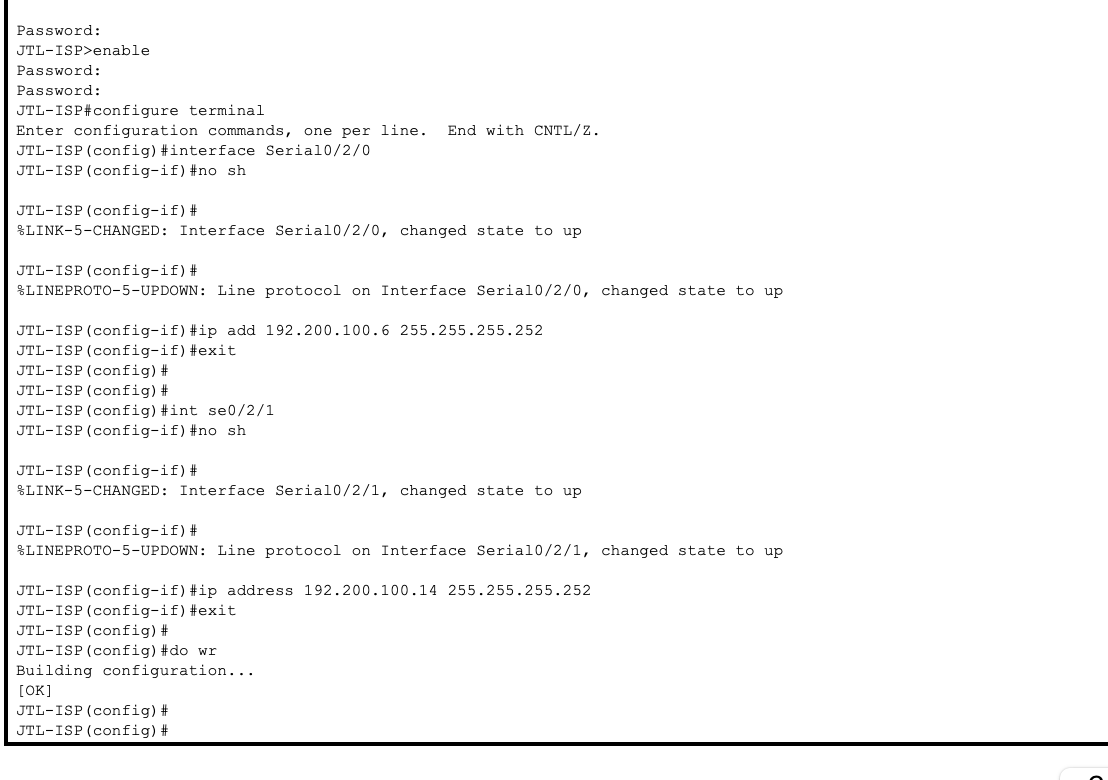 Password:
JTL-ISP>enable
Password:
Password:
JTL-ISP#configure terminal
Enter configuration commands, one per line.  End with CNTL/Z.
JTL-ISP(config)#interface Serial0/2/0
JTL-ISP(config-if)#no sh
JTL-ISP(config-if)#
%LINK-5-CHANGED: Interface Serial0/2/0, changed state to up
JTL-ISP(config-if)#
%LINEPROTO-5-UPDOWN: Line protocol on Interface Serial0/2/0, changed state to up
JTL-ISP(config-if)#ip add 192.200.100.6 255.255.255.252
JTL-ISP(config-if)#exit
JTL-ISP(config)#
JTL-ISP(config)#
JTL-ISP(config)#int se0/2/1
JTL-ISP(config-if)#no sh
JTL-ISP(config-if)#
%LINK-5-CHANGED: Interface Serial0/2/1, changed state to up
JTL-ISP(config-if)#
%LINEPROTO-5-UPDOWN: Line protocol on Interface Serial0/2/1, changed state to up
JTL-ISP(config-if)#ip address 192.200.100.14 255.255.255.252
JTL-ISP(config-if)#exit
JTL-ISP(config)#
JTL-ISP(config)#do wr
Building configuration...
[OK]
JTL-ISP(config)#
JTL-ISP(config)#